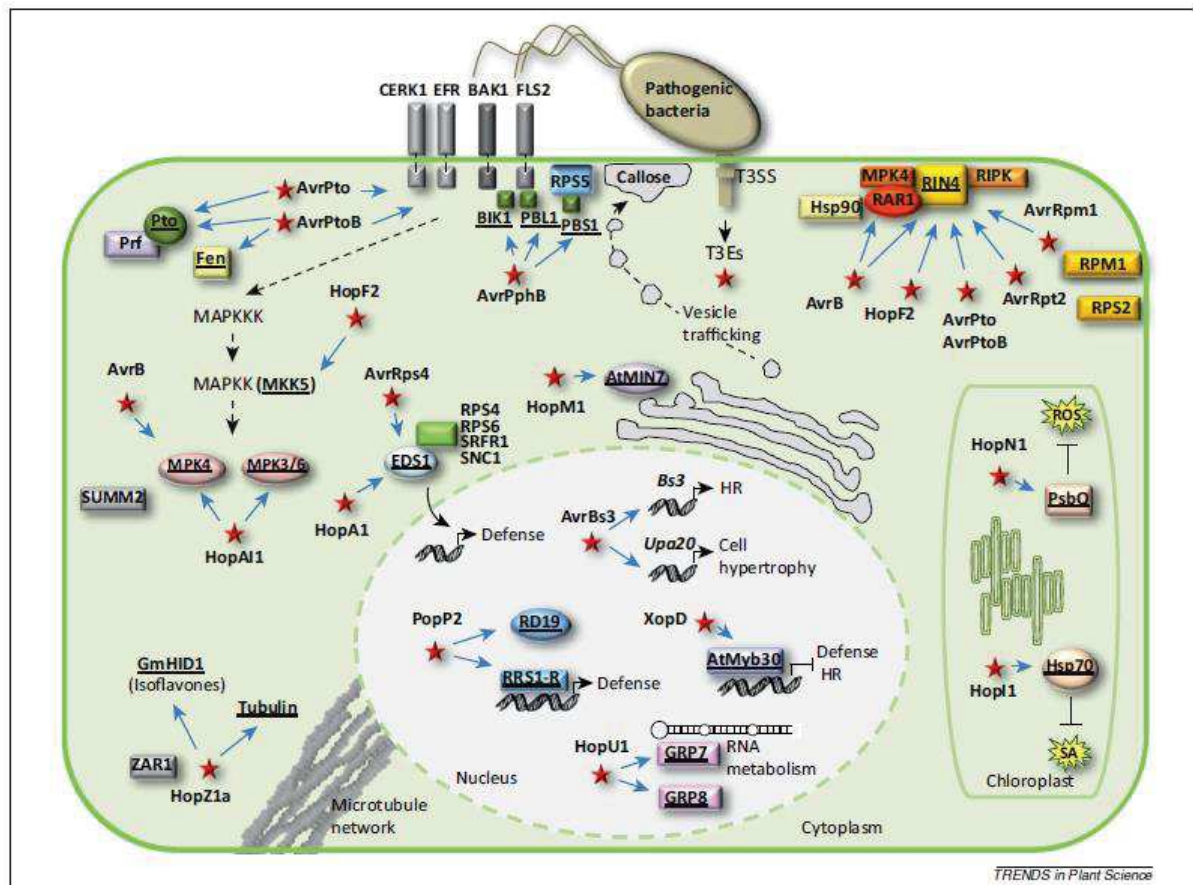 CERK1 EFR BAK1 FLS2
Pathogenic
bacteria
AvrPto
AvrPtoB
Pto
Prf
Fen
BIK1
PBL1
PBS1
RPS5
AvrPphB
Callose
T3SS
T3Es
Vesicle
trafficking
MPK4
RIN4
RIPK
Hsp90
RAR1
AvrRpm1
RPM1
RPS2
AvrB
HopF2
AvrPto
AvrPtoB
AvrRpt2
HopF2
MAPKKK
MAPKK (MKK5)
AvrB
MPK4
MPK3/6
SUMM2
HopAI1
AvrRps4
RPS4
RPS6
SRFR1
SNC1
EDS1
HopA1
Defense
HopM1
AtMIN7
Bs3
HR
AvrBs3
Upa20
Cell
hypertrophy
PopP2
RD19
RRS1-R
Defense
XopD
AtMyb30
Defense
HR
HopU1
GRP7
GRP8
RNA
metabolism
Nucleus
Cytoplasm
GmHID1
(Isoflavones)
Tubulin
ZAR1
HopZ1a
Microtubule
network
ROS
HopN1
PsbQ
HopI1
Hsp70
SA
Chloroplast
TRENDS in Plant Science